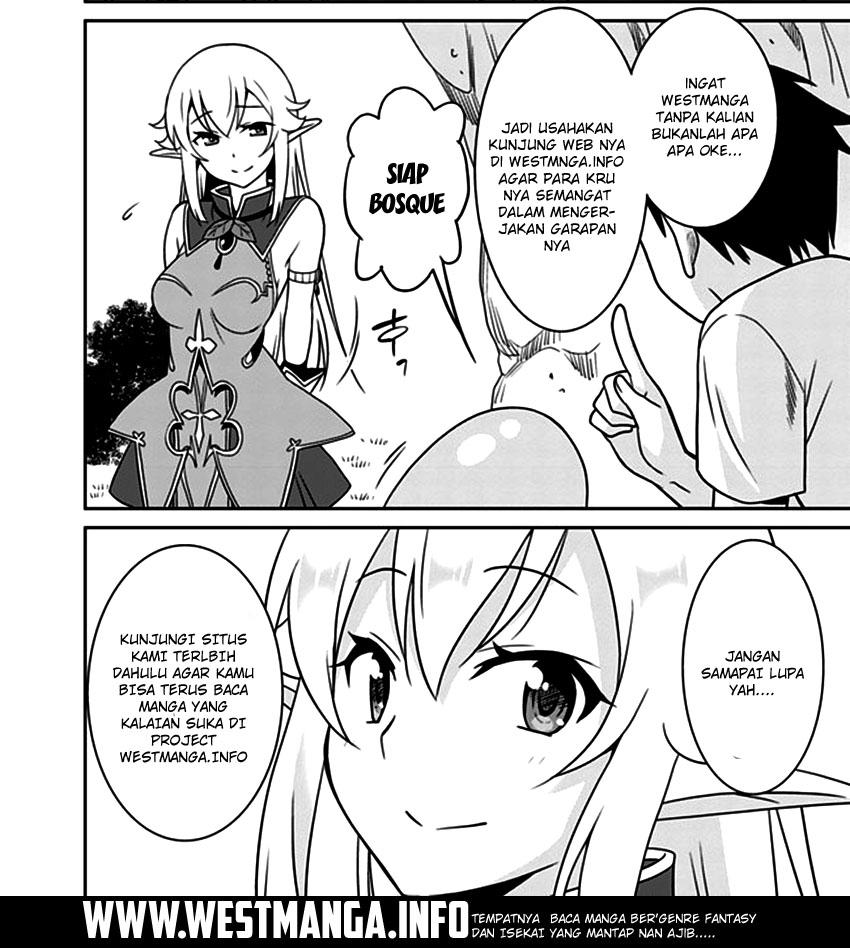 INGAT
WESTMANGA
TANPA KALIAN
BUKANLAH APA
APA OKE...
JADI USAHAKAN
KUNJUNG WEB NYA
DI WESTMNGA.INFO
AGAR PARA KRU
NYA SEMANGAT
DALAM MENGER-
JAKAN GARAPAN
NYA
SIAP
BOSQUE
JANGAN
SAMAPAI LUPA
YAH....
KUNJUNGI SITUS
KAMI TERLBIH
DAHULU AGAR KAMU
BISA TERUS BACA
MANGA YANG
KALAIAN SUKA DI
PROJECT
WESTMANGA.INFO
WWW.WESTMANGA.INFO
TEMPATNYA BACA MANGA BER'GENRE FANTASY
DAN ISEKAI YANG MANTAP NAN AJIB.....